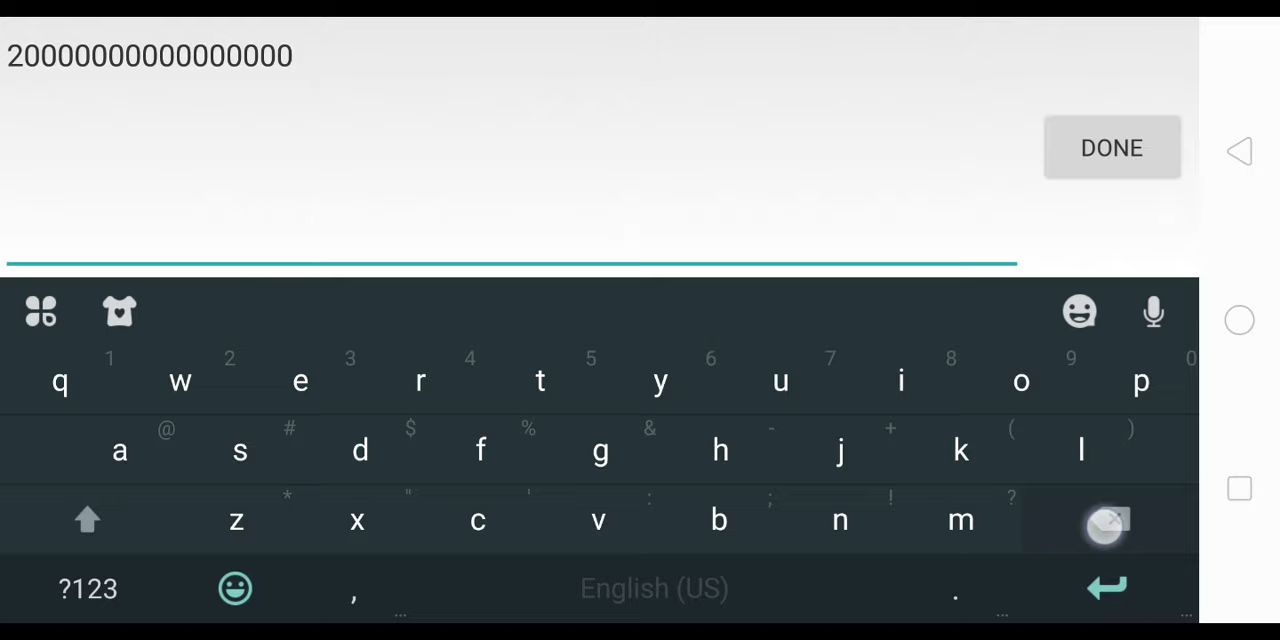 20000000000000000
DONE
1 2 3 4 5 6 7 8 9 0
q w e r t y u i o p
@ # $ % & - + ( )
a s d f g h j k l
* " ' : ; ! ?
z x c v b n m
?123 , English (US) .